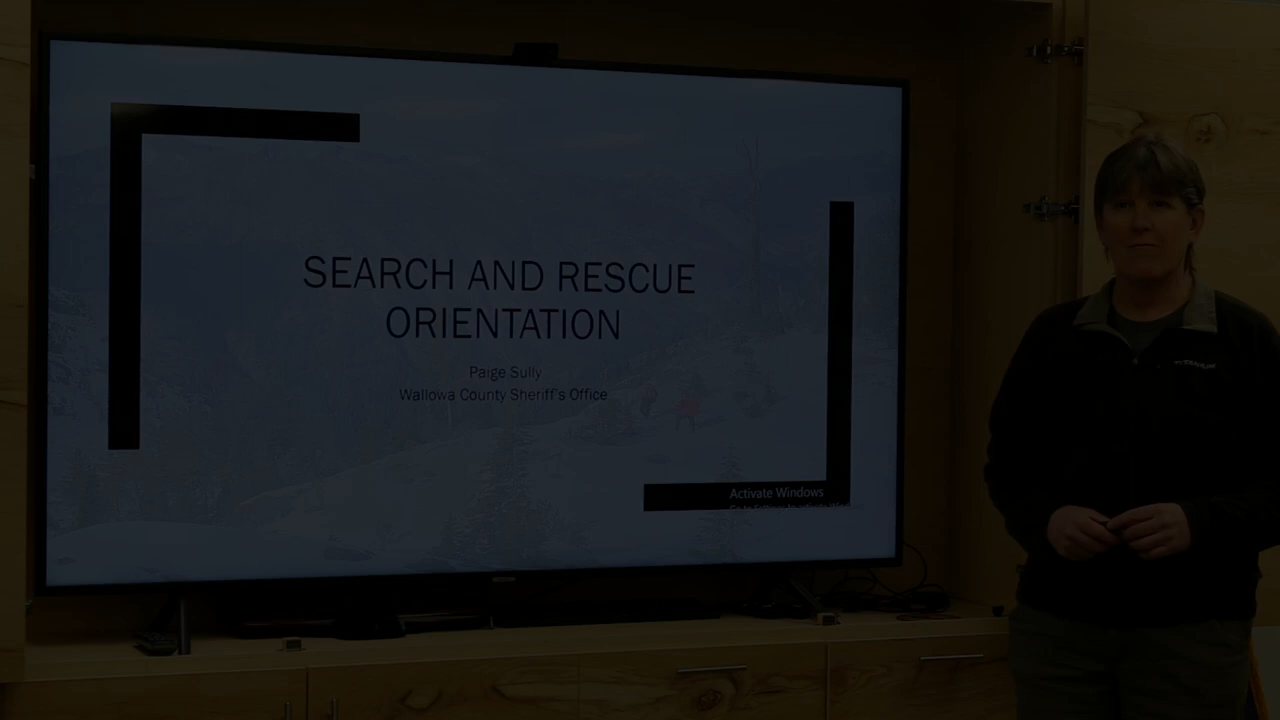 SEARCH AND RESCUE
ORIENTATION
Paige Sully
Wallowa County Sheriff's Office
Activate Windows